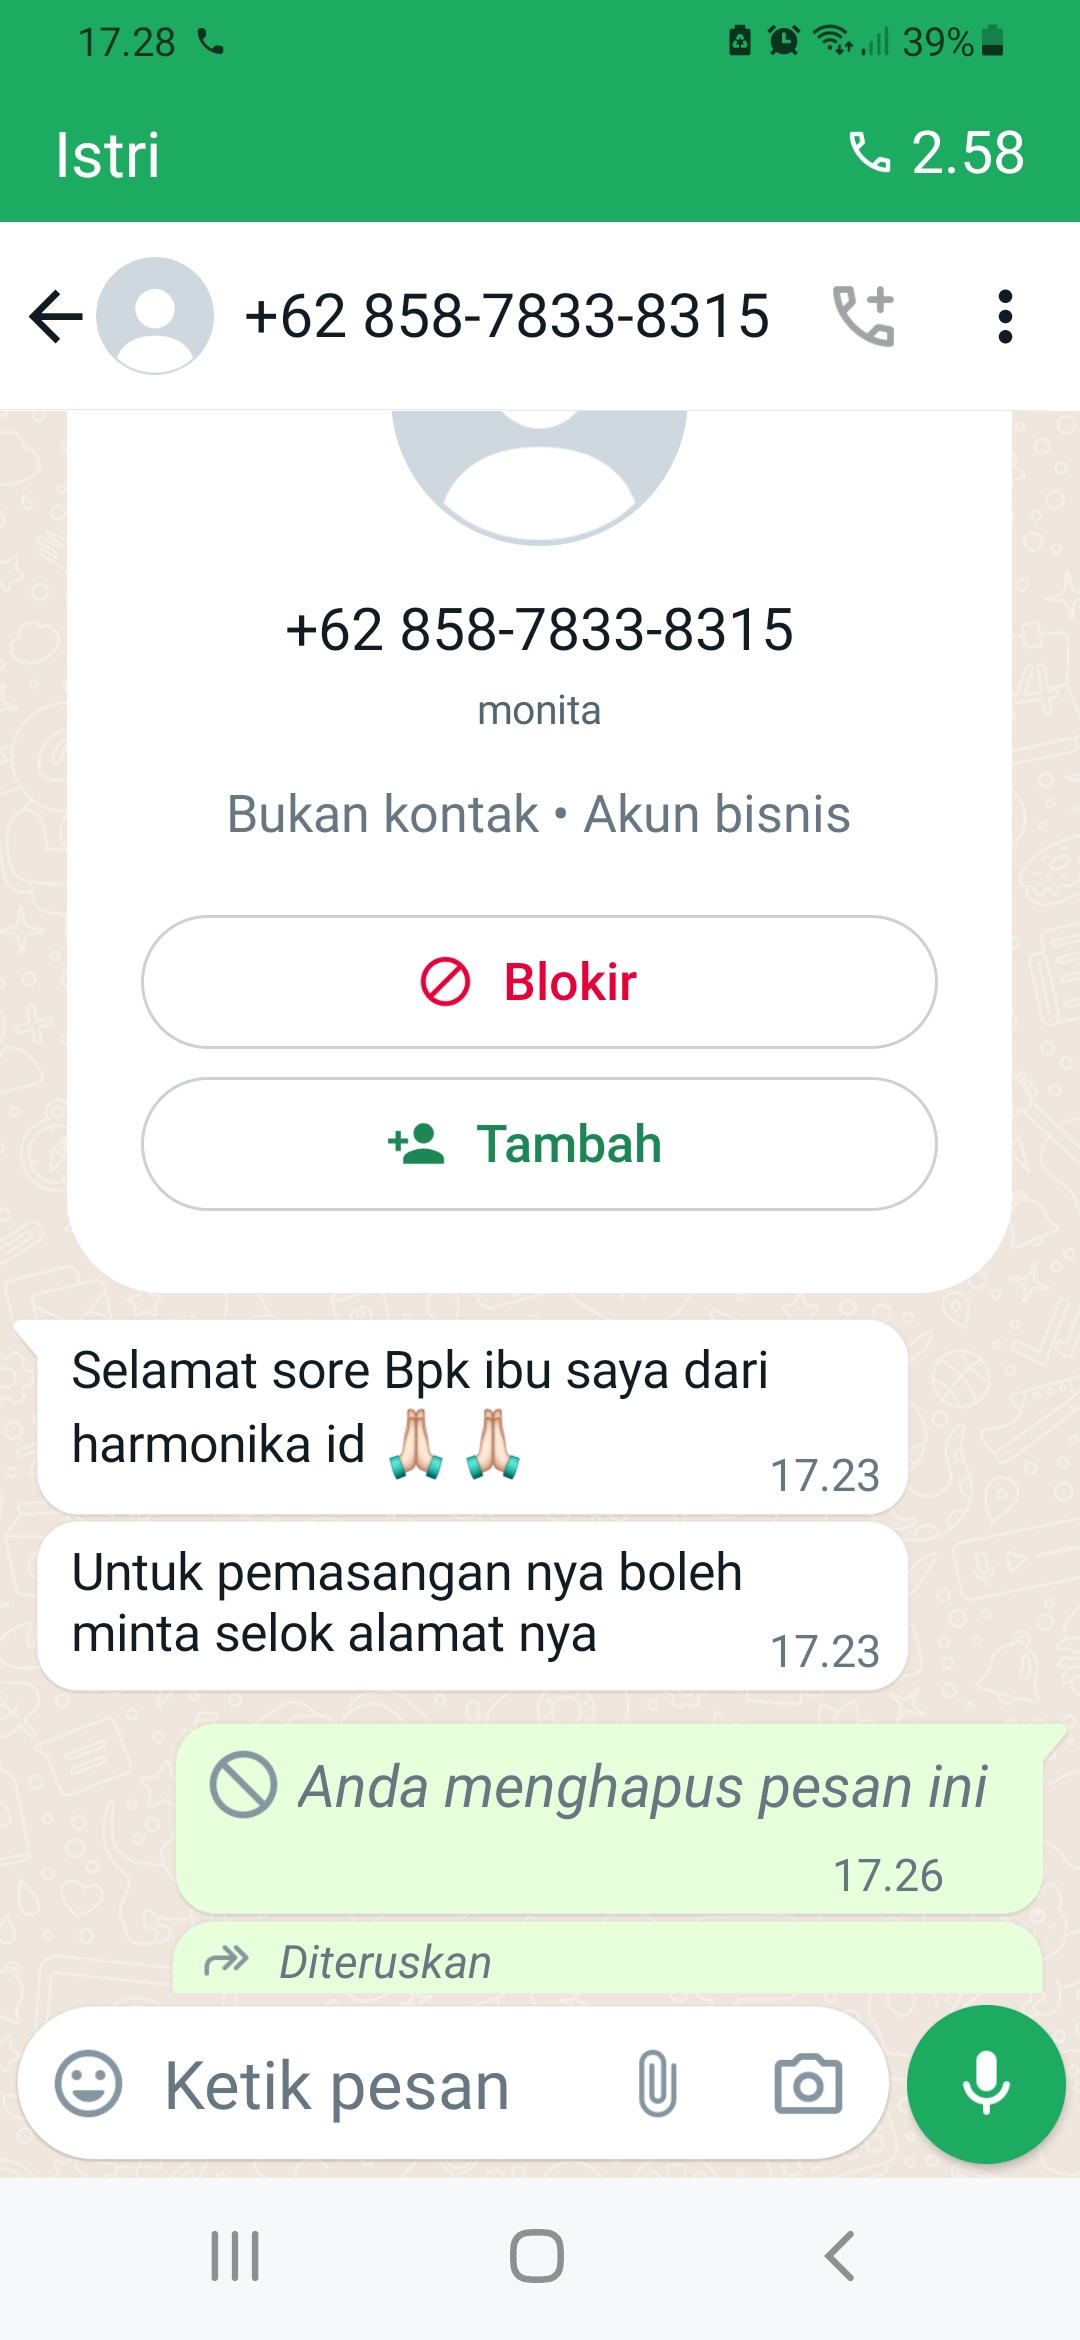 17.28
39%
Istri
2.58
+62 858-7833-8315
+62 858-7833-8315
monita
Bukan kontak • Akun bisnis
Blokir
Tambah
Selamat sore Bpk ibu saya dari
harmonika id 🙏🏻 🙏🏻
17.23
Untuk pemasangan nya boleh
minta selok alamat nya
17.23
Anda menghapus pesan ini
17.26
Diteruskan
Ketik pesan